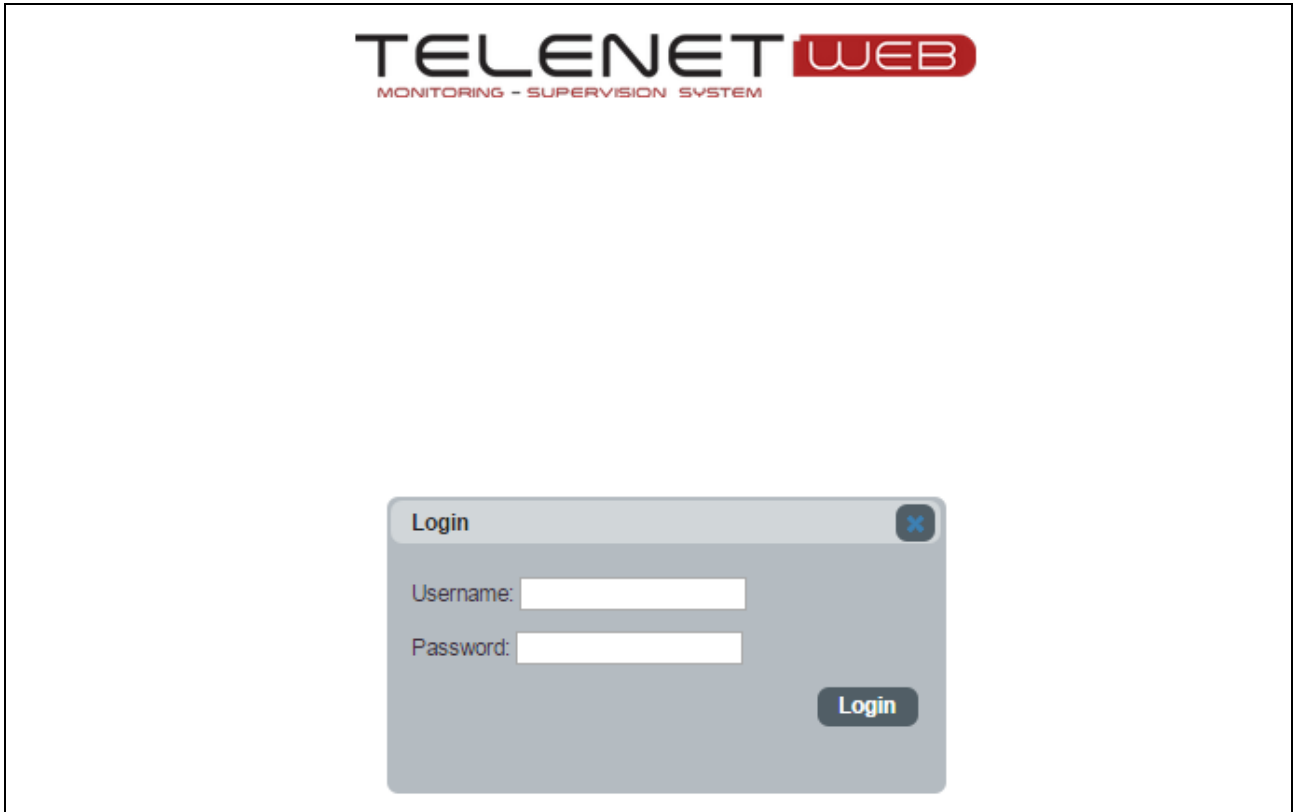 TELENET WEB
MONITORING - SUPERVISION SYSTEM
Login
Username:
Password:
Login